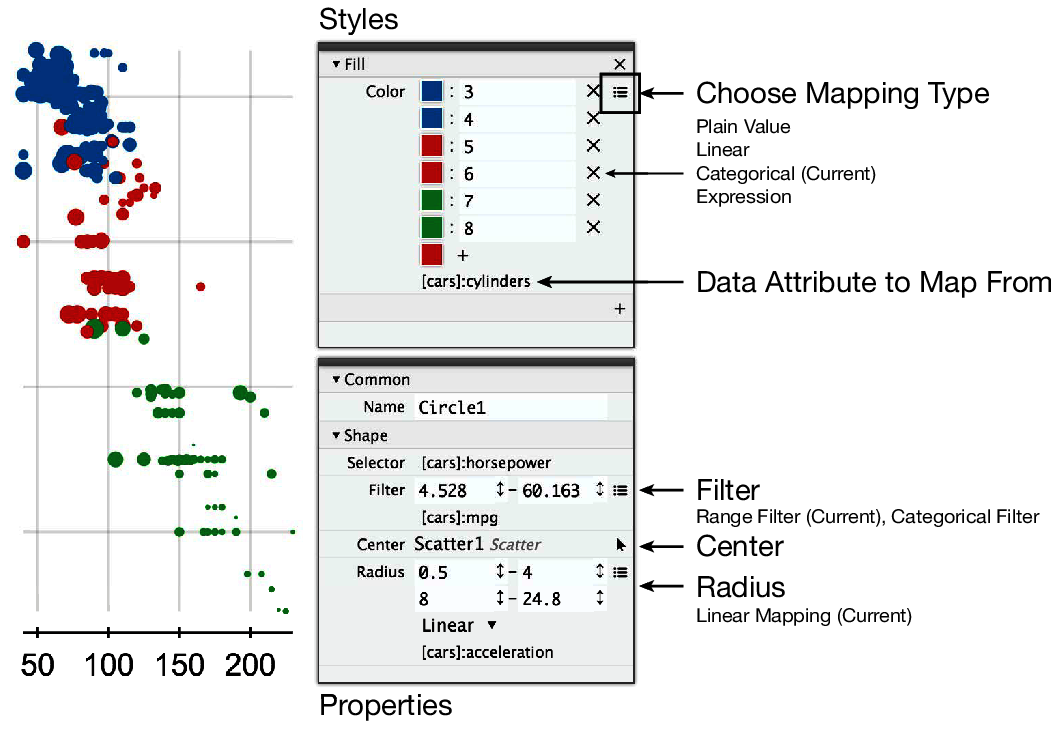 Styles
▼ Fill ×
Color : 3 ×
: 4 ×
: 5 ×
: 6 ×
: 7 ×
: 8 ×
+
[cars]:cylinders
+
Choose Mapping Type
Plain Value
Linear
Categorical (Current)
Expression
Data Attribute to Map From
▼ Common
Name Circle1
▼ Shape
Selector [cars]:horsepower
Filter 4.528 ↕ – 60.163 ↕
[cars]:mpg
Center Scatter1 Scatter
Radius 0.5 ↕ – 4 ↕
8 ↕ – 24.8 ↕
Linear ▼
[cars]:acceleration
Filter
Range Filter (Current), Categorical Filter
Center
Radius
Linear Mapping (Current)
50 100 150 200
Properties